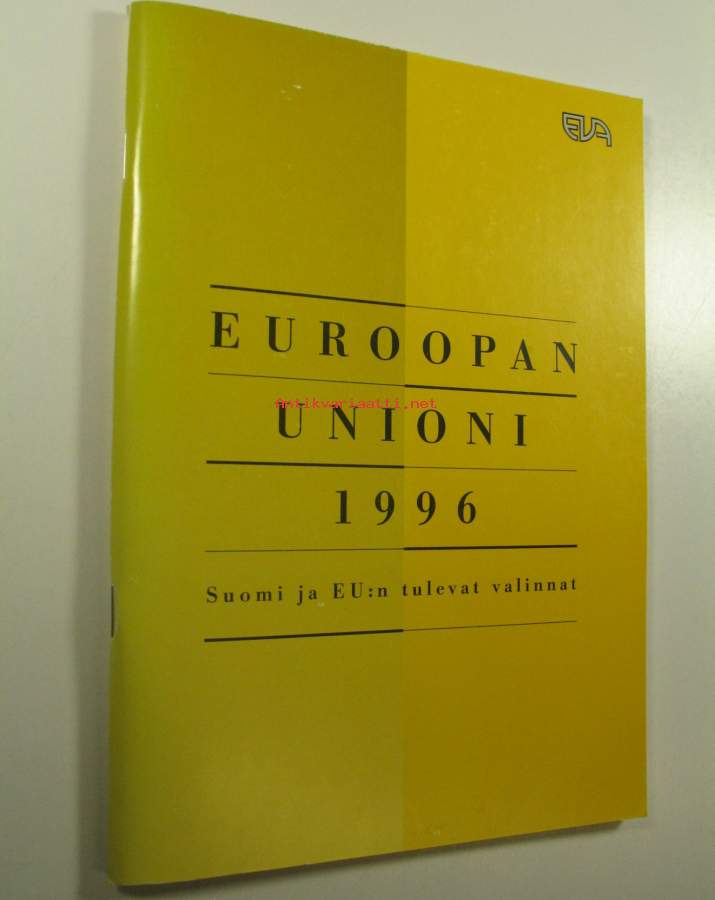 EVA
EUROOPAN
Antikvariaatti.net
UNIONI
1996
Suomi ja EU:n tulevat valinnat